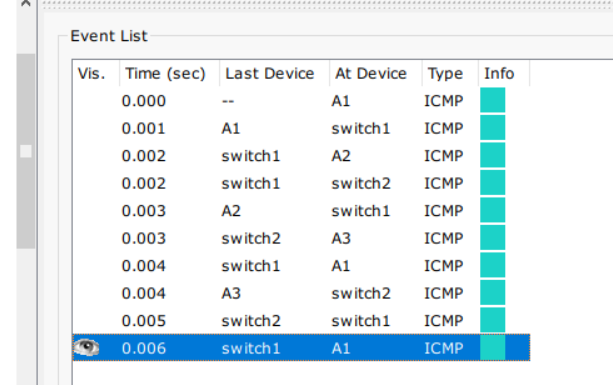 Event List
Vis. Time (sec) Last Device At Device Type Info
0.000 -- A1 ICMP
0.001 A1 switch1 ICMP
0.002 switch1 A2 ICMP
0.002 switch1 switch2 ICMP
0.003 A2 switch1 ICMP
0.003 switch2 A3 ICMP
0.004 switch1 A1 ICMP
0.004 A3 switch2 ICMP
0.005 switch2 switch1 ICMP
0.006 switch1 A1 ICMP